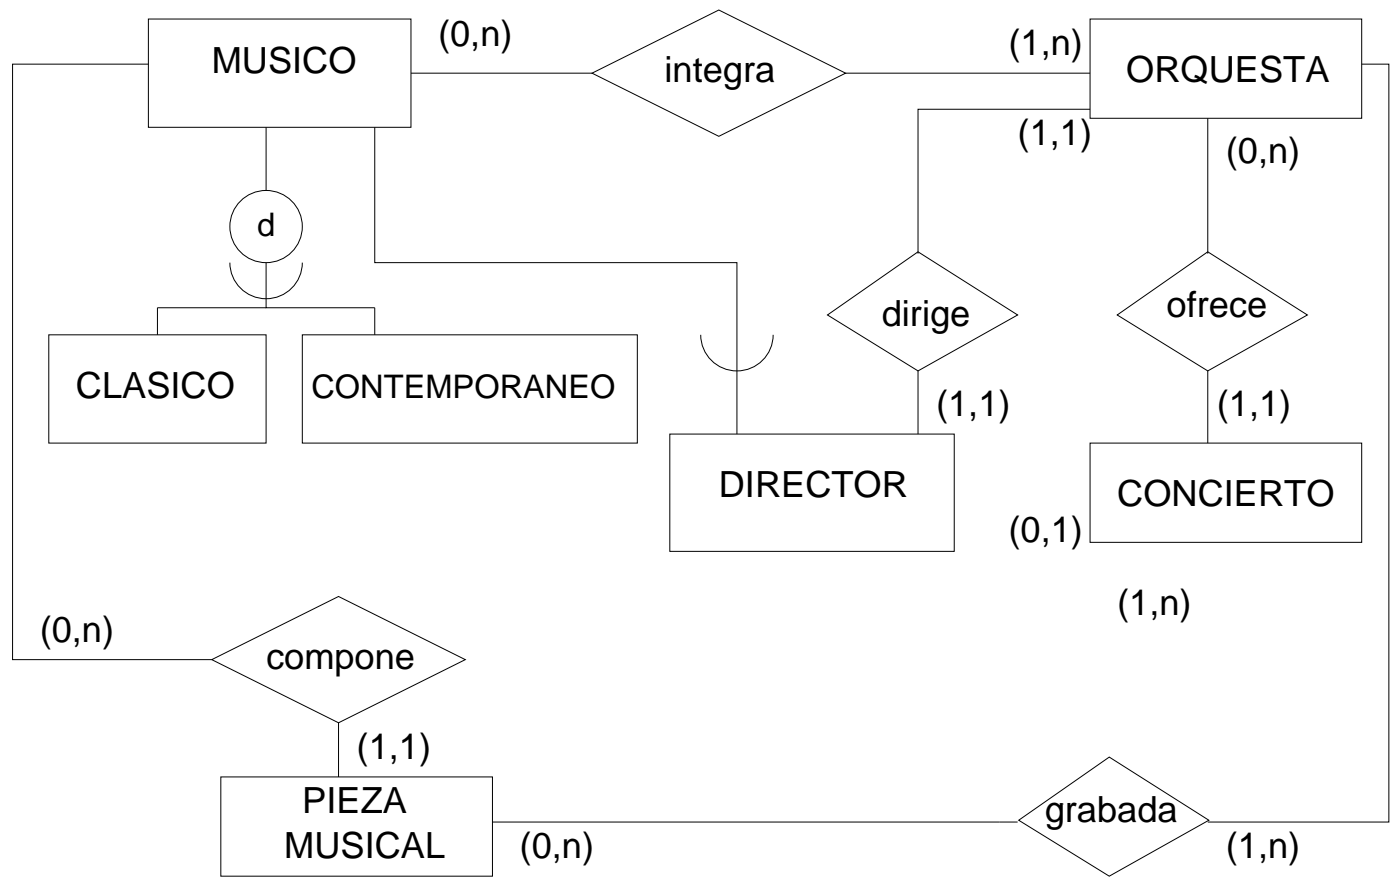 MUSICO
(0,n)
integra
(1,n)
ORQUESTA
(1,1)
(0,n)
d
dirige
ofrece
CLASICO
CONTEMPORANEO
(1,1)
(1,1)
DIRECTOR
CONCIERTO
(0,1)
(1,n)
(0,n)
compone
(1,1)
PIEZA
MUSICAL
(0,n)
grabada
(1,n)